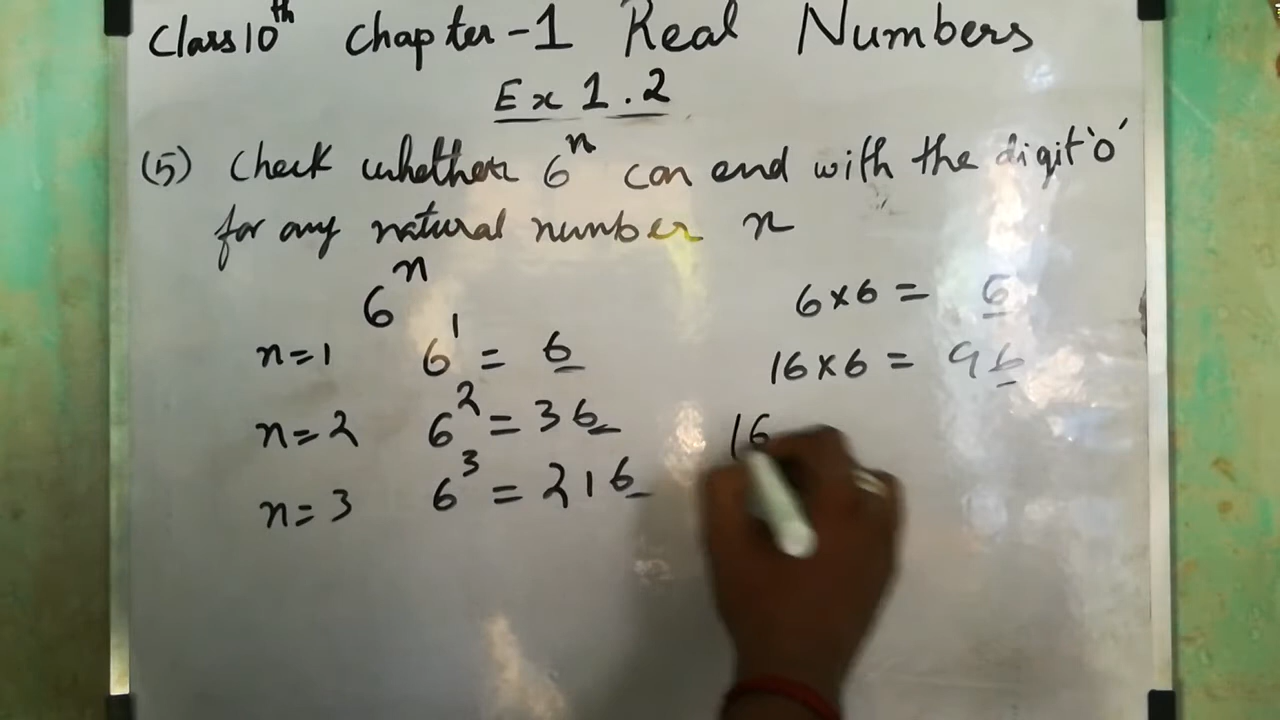 Class 10th Chapter-1 Real Numbers
Ex 1.2
(5) Check whether 6^n can end with the digit '0'
for any natural number n
6^n
n=1 6^1 = 6
n=2 6^2 = 36
n=3 6^3 = 216
6×6 = 6
16×6 = 96
16